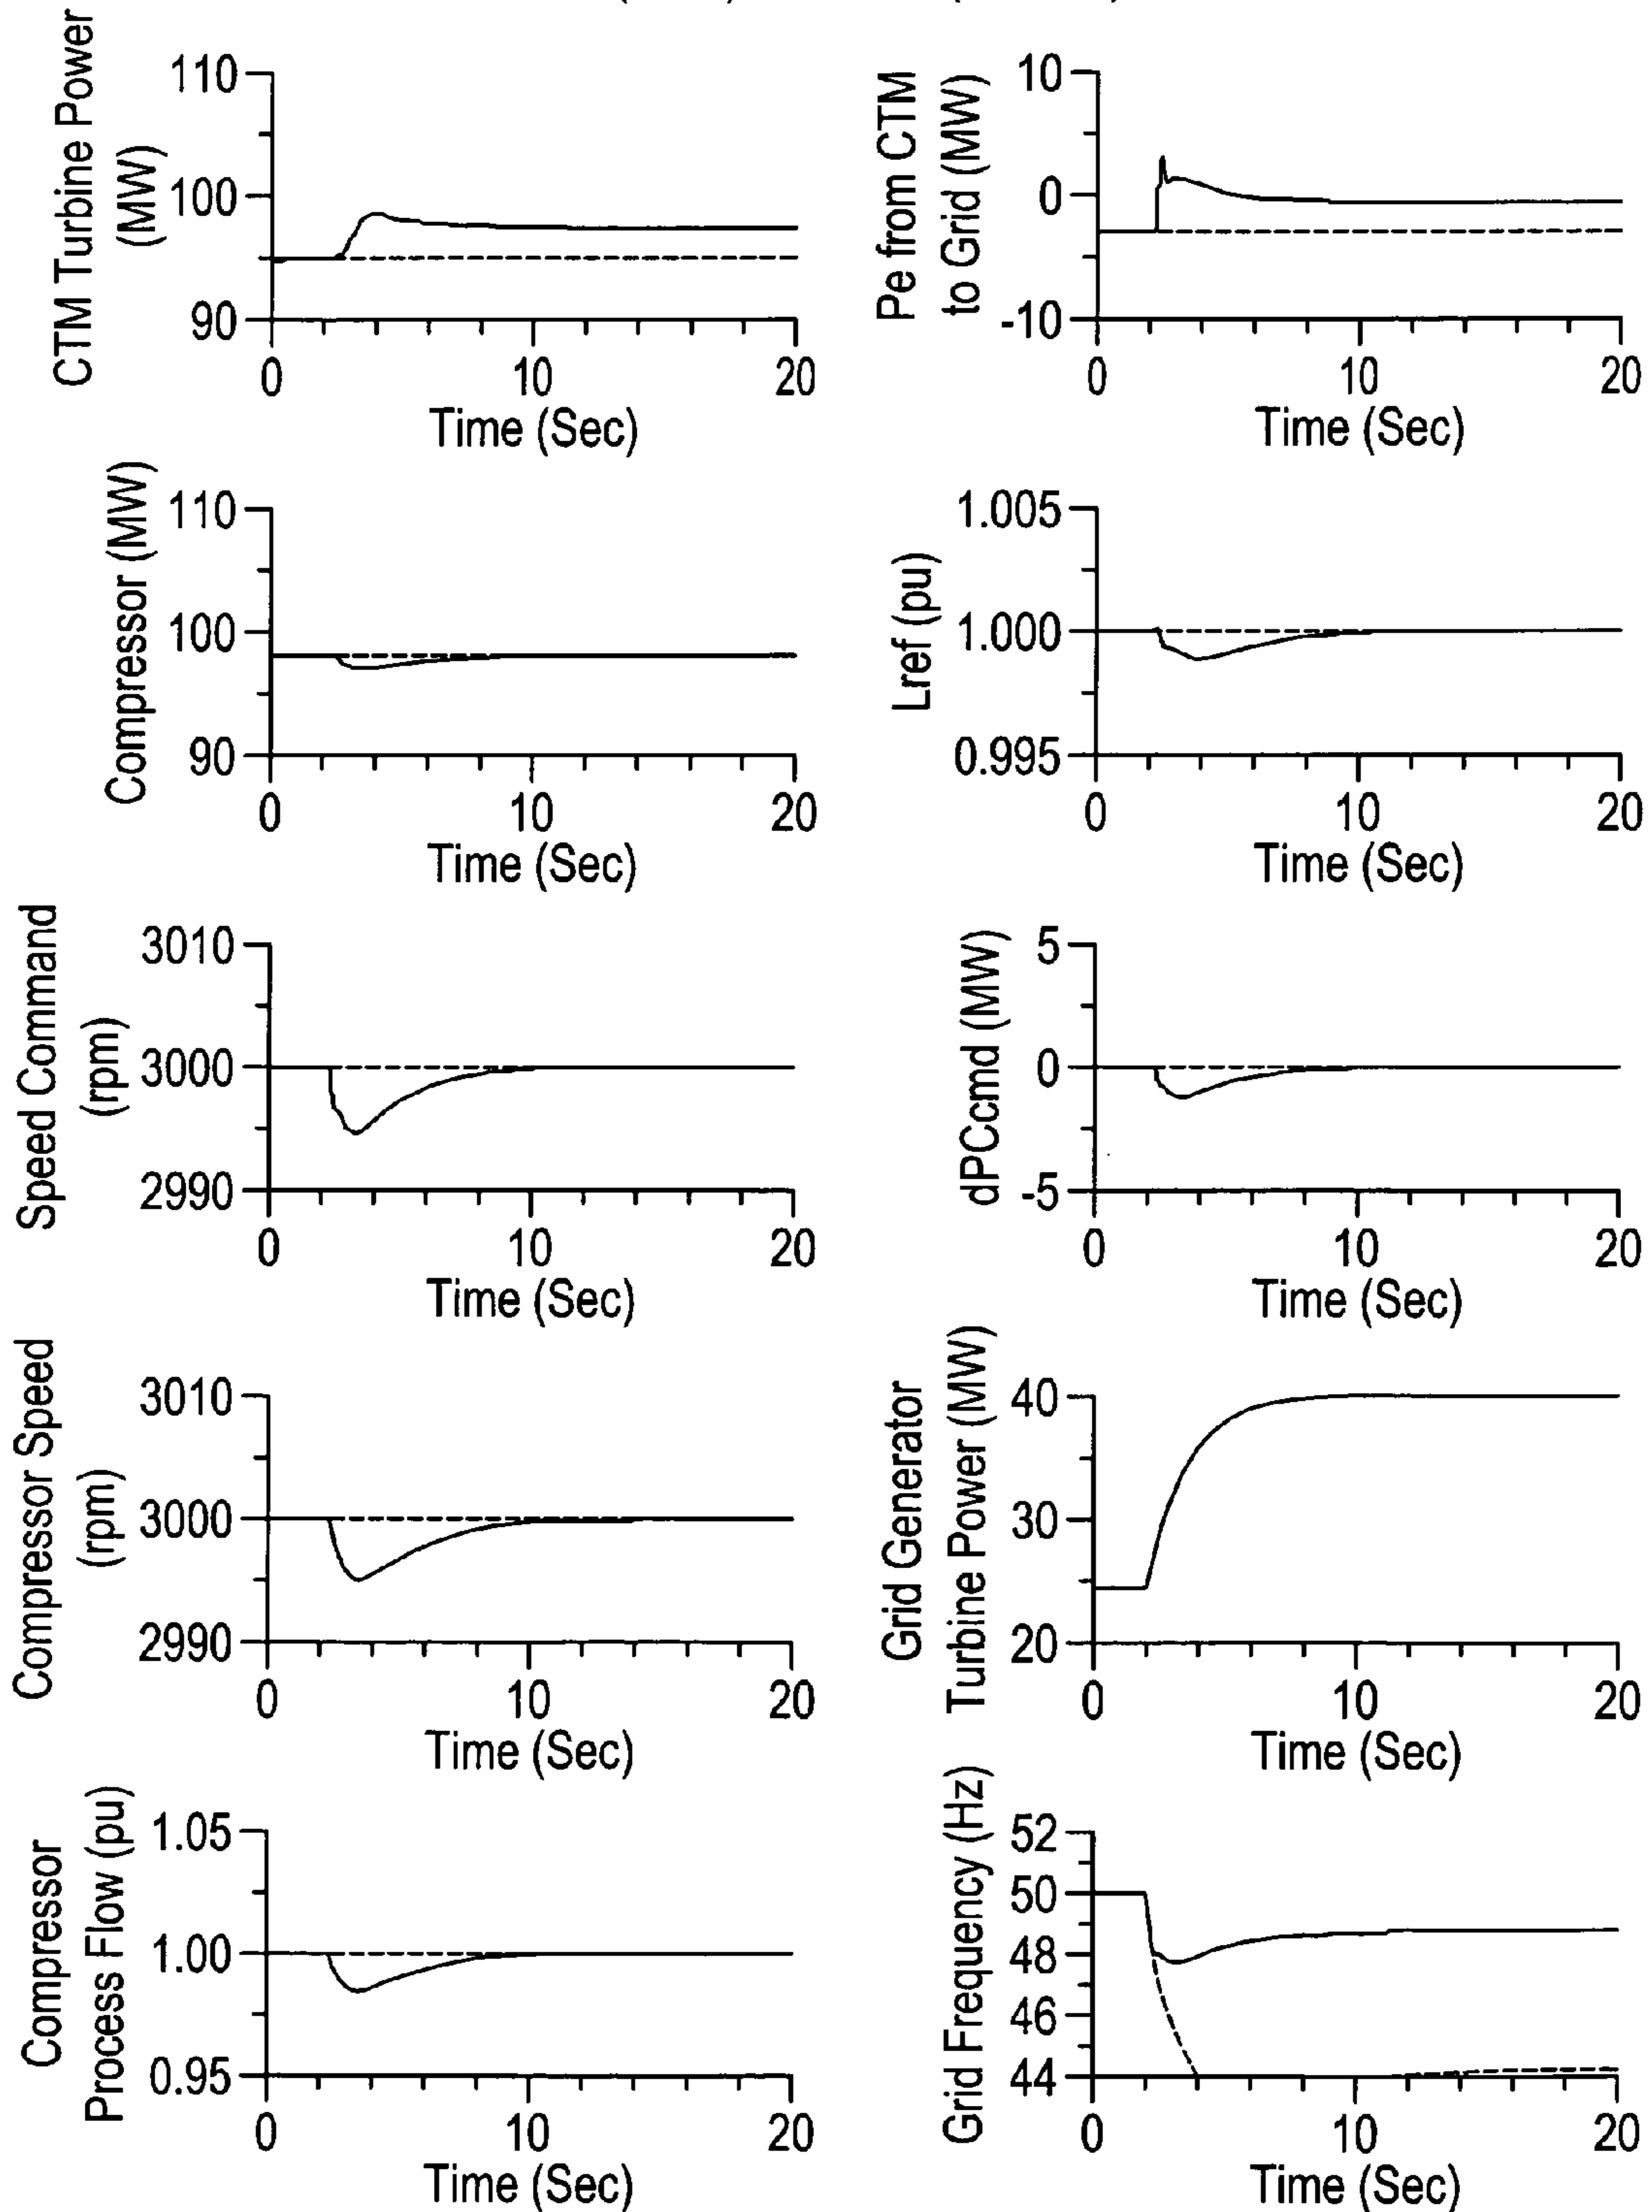 CTM Turbine Power
(MW)
110
100
90
0
10
20
Time (Sec)
Pe from CTM
to Grid (MW)
10
0
-10
0
10
20
Time (Sec)
Compressor (MW)
110
100
90
0
10
20
Time (Sec)
Lref (pu)
1.005
1.000
0.995
0
10
20
Time (Sec)
Speed Command
(rpm)
3010
3000
2990
0
10
20
Time (Sec)
dPCcmd (MW)
5
0
-5
0
10
20
Time (Sec)
Compressor Speed
(rpm)
3010
3000
2990
0
10
20
Time (Sec)
Grid Generator
Turbine Power (MW)
40
30
20
0
10
20
Time (Sec)
Compressor
Process Flow (pu)
1.05
1.00
0.95
0
10
20
Time (Sec)
Grid Frequency (Hz)
52
50
48
46
44
0
10
20
Time (Sec)